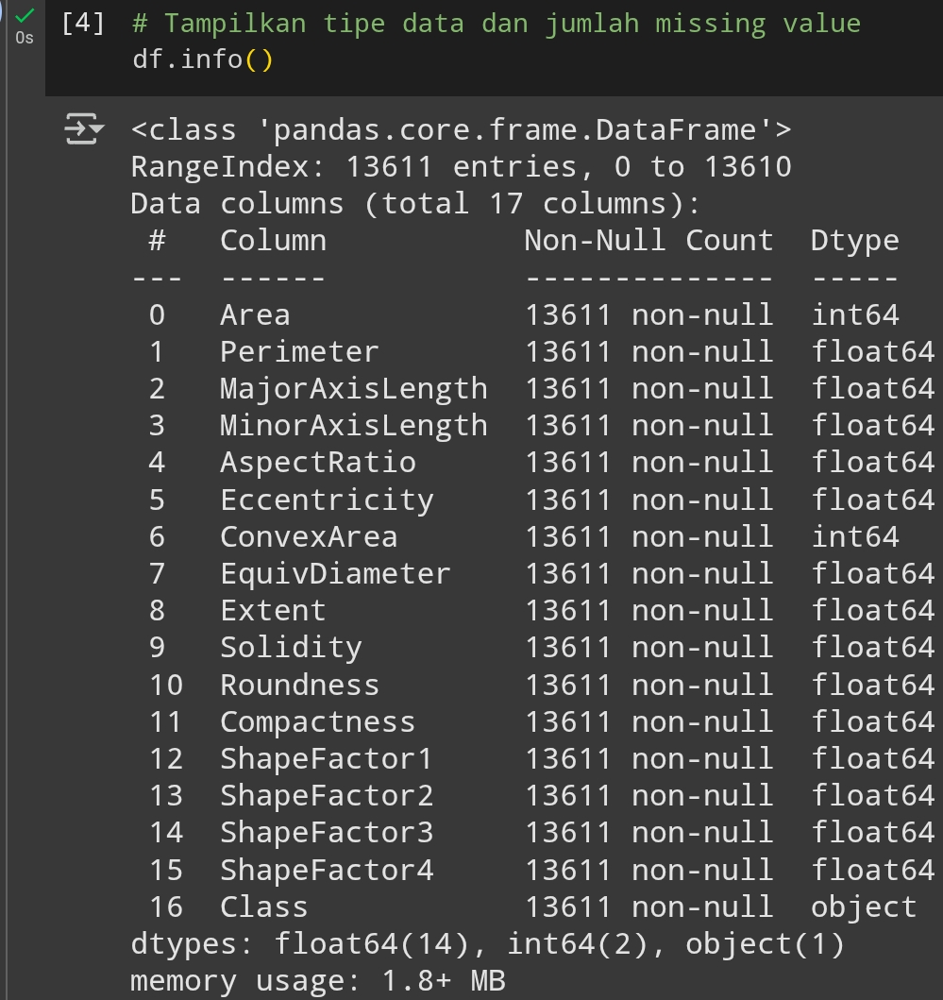 [4] # Tampilkan tipe data dan jumlah missing value
0s
df.info()
<class 'pandas.core.frame.DataFrame'>
RangeIndex: 13611 entries, 0 to 13610
Data columns (total 17 columns):
 #   Column           Non-Null Count  Dtype
---  ------           --------------  -----
 0   Area             13611 non-null  int64
 1   Perimeter        13611 non-null  float64
 2   MajorAxisLength  13611 non-null  float64
 3   MinorAxisLength  13611 non-null  float64
 4   AspectRatio      13611 non-null  float64
 5   Eccentricity     13611 non-null  float64
 6   ConvexArea       13611 non-null  int64
 7   EquivDiameter    13611 non-null  float64
 8   Extent           13611 non-null  float64
 9   Solidity         13611 non-null  float64
 10  Roundness        13611 non-null  float64
 11  Compactness      13611 non-null  float64
 12  ShapeFactor1     13611 non-null  float64
 13  ShapeFactor2     13611 non-null  float64
 14  ShapeFactor3     13611 non-null  float64
 15  ShapeFactor4     13611 non-null  float64
 16  Class            13611 non-null  object
dtypes: float64(14), int64(2), object(1)
memory usage: 1.8+ MB